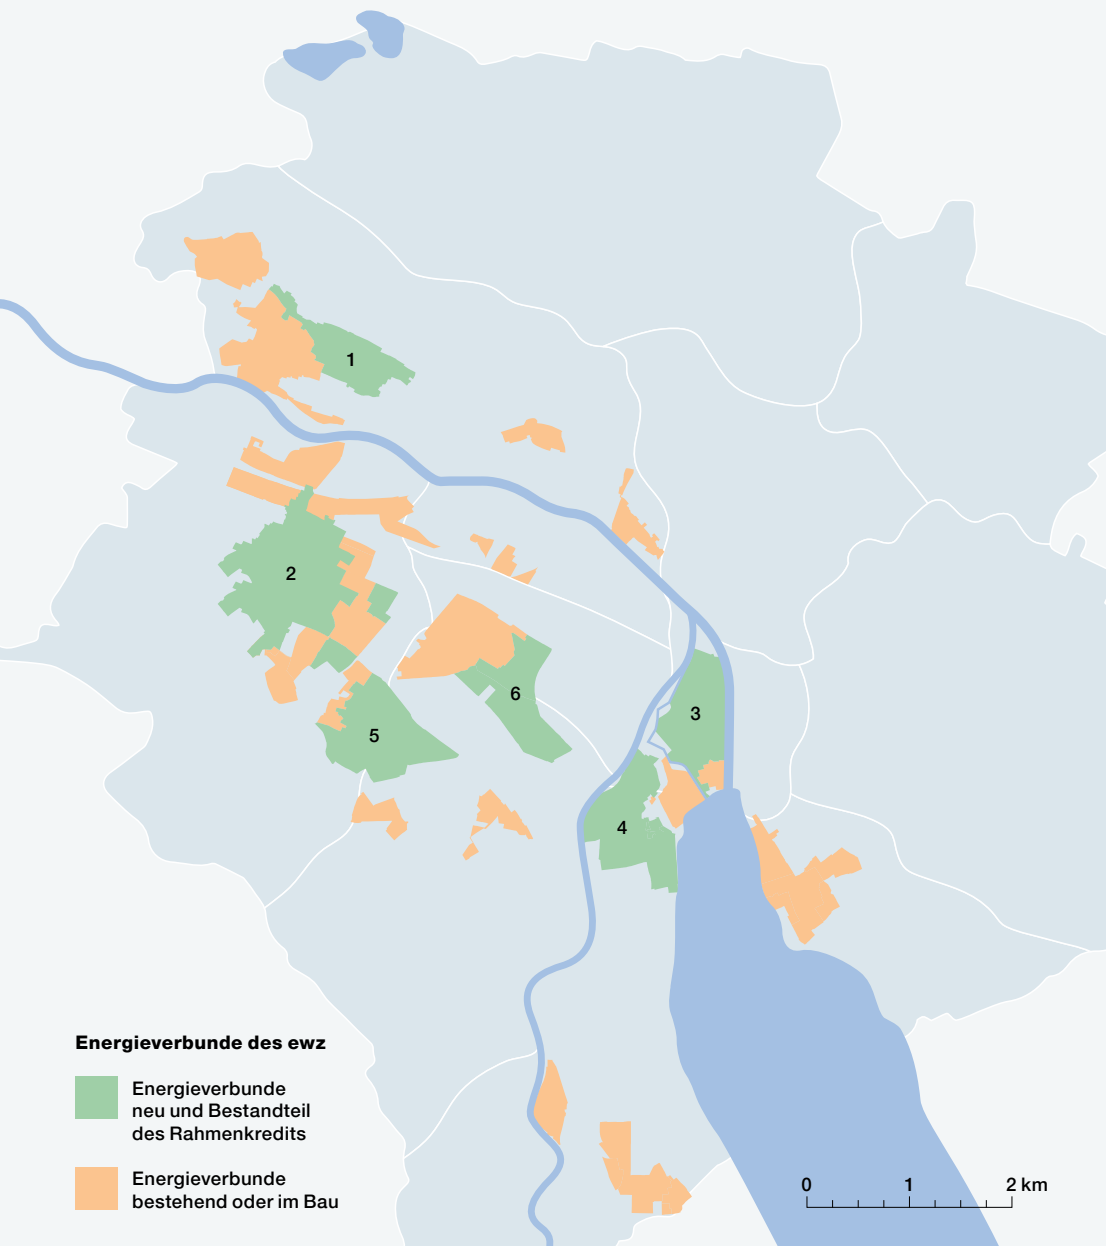 1
2
6
3
5
4
Energieverbunde des ewz
Energieverbunde
neu und Bestandteil
des Rahmenkredits
Energieverbunde
bestehend oder im Bau
0 1 2 km